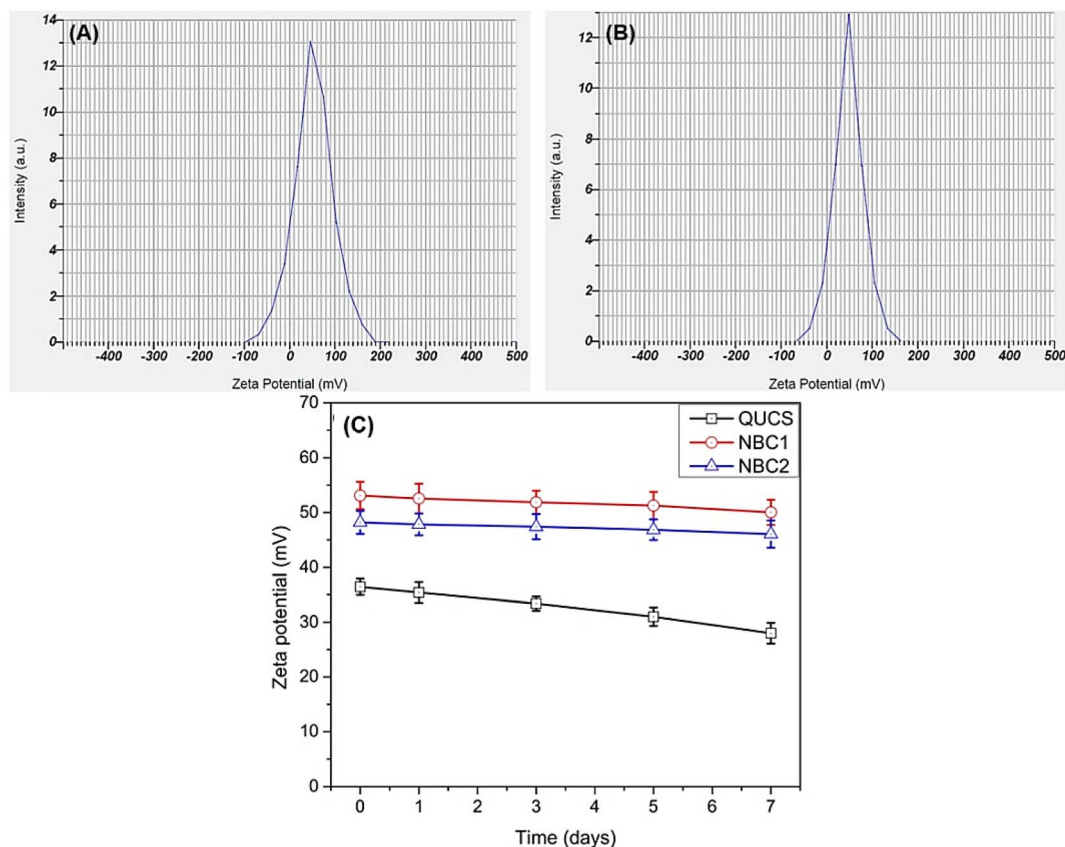 (A)
Intensity (a.u.)
14
12
10
8
6
4
2
0
-400 -300 -200 -100 0 100 200 300 400 500
Zeta Potential (mV)
(B)
Intensity (a.u.)
12
10
8
6
4
2
0
-400 -300 -200 -100 0 100 200 300 400 500
Zeta Potential (mV)
(C)
QUCS
NBC1
NBC2
Zeta potential (mV)
70
60
50
40
30
20
10
0
0 1 2 3 4 5 6 7
Time (days)